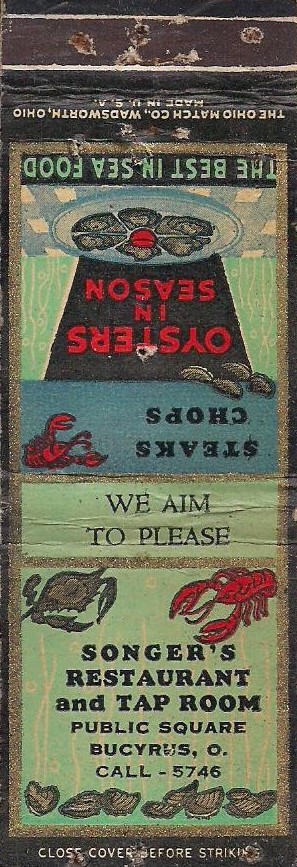 THE OHIO MATCH CO., WADSWORTH, OHIO
MADE IN U.S.A.
THE BEST IN SEA FOOD
OYSTERS
IN
SEASON
STEAKS
CHOPS
WE AIM
TO PLEASE
SONGER'S
RESTAURANT
and TAP ROOM
PUBLIC SQUARE
BUCYRUS, O.
CALL - 5746
CLOSE COVER BEFORE STRIKING